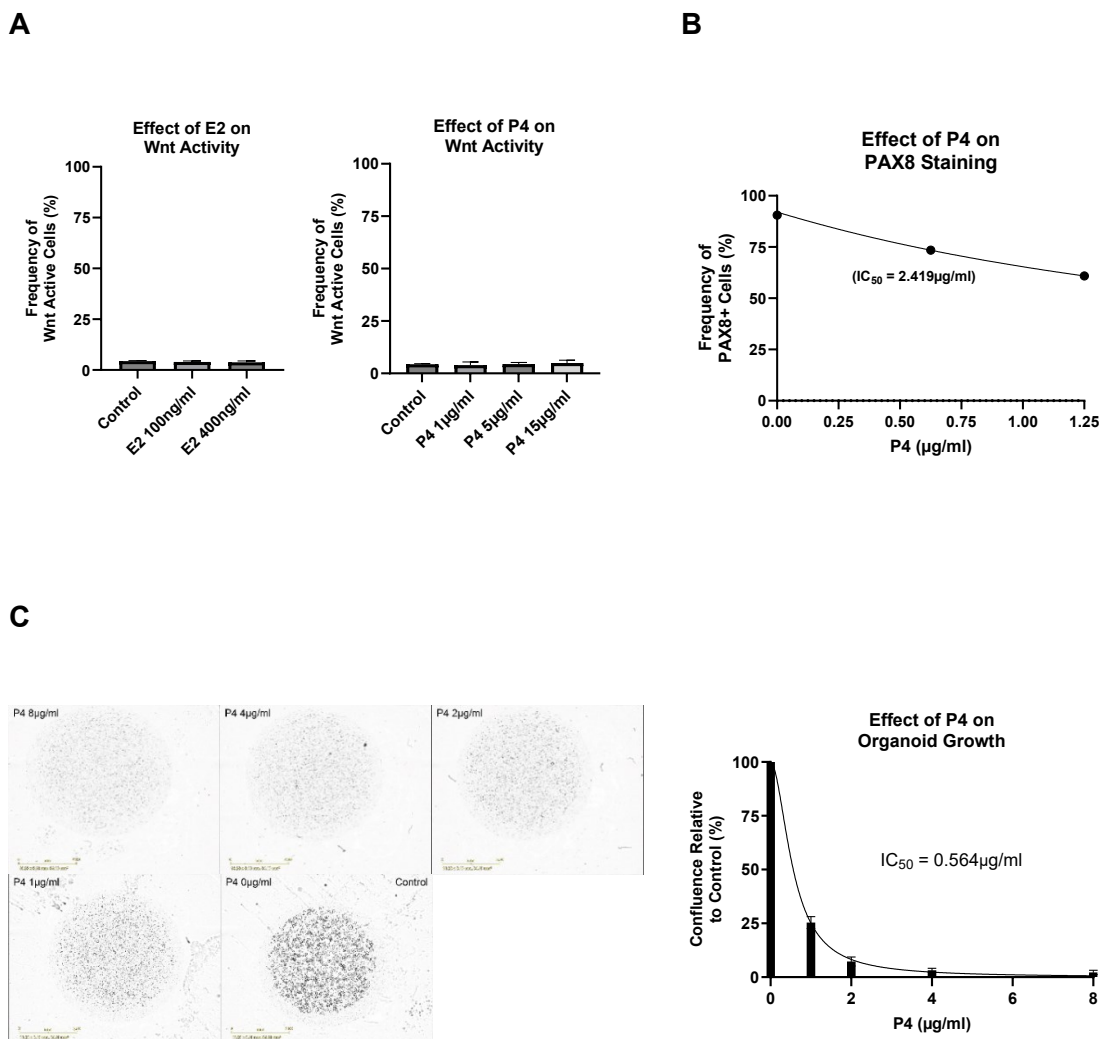 A
B
Effect of E2 on
Wnt Activity
Frequency of
Wnt Active Cells (%)
100
75
50
25
0
Control
E2 100ng/ml
E2 400ng/ml
Effect of P4 on
Wnt Activity
Frequency of
Wnt Active Cells (%)
100
75
50
25
0
Control
P4 1µg/ml
P4 5µg/ml
P4 15µg/ml
Effect of P4 on
PAX8 Staining
Frequency of
PAX8+ Cells (%)
100
75
50
25
0
(IC50 = 2.419µg/ml)
0.00 0.25 0.50 0.75 1.00 1.25
P4 (µg/ml)
C
P4 8µg/ml
P4 4µg/ml
P4 2µg/ml
P4 1µg/ml
P4 0µg/ml
Control
Effect of P4 on
Organoid Growth
Confluence Relative
to Control (%)
100
75
50
25
0
IC50 = 0.564µg/ml
0 2 4 6 8
P4 (µg/ml)